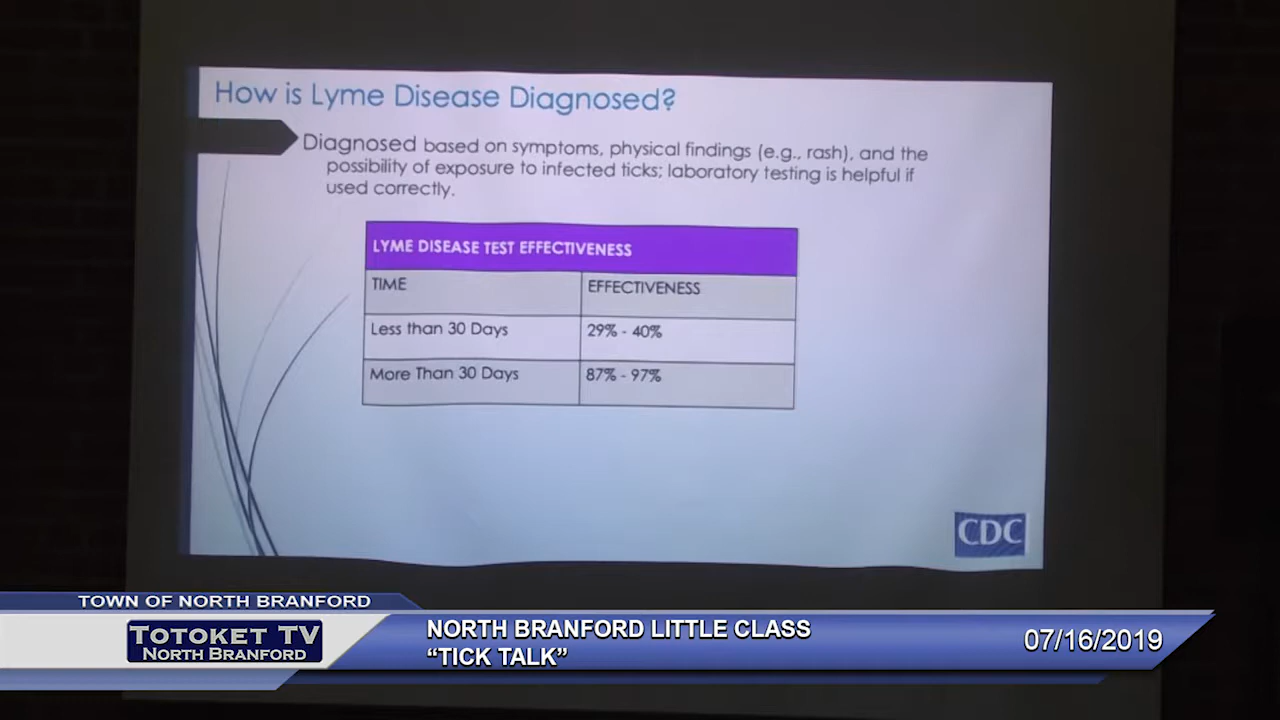 How is Lyme Disease Diagnosed?
Diagnosed based on symptoms, physical findings (e.g., rash), and the
possibility of exposure to infected ticks; laboratory testing is helpful if
used correctly.
LYME DISEASE TEST EFFECTIVENESS
TIME EFFECTIVENESS
Less than 30 Days 29% - 40%
More Than 30 Days 87% - 97%
CDC
TOWN OF NORTH BRANFORD
TOTOKET TV
NORTH BRANFORD
NORTH BRANFORD LITTLE CLASS
“TICK TALK”
07/16/2019